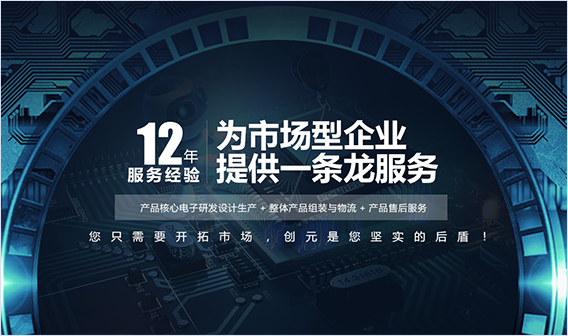 12年
服务经验
为市场型企业
提供一条龙服务
产品核心电子研发设计生产 + 整体产品组装与物流 + 产品售后服务
您只需要开拓市场，创元是您坚实的后盾！